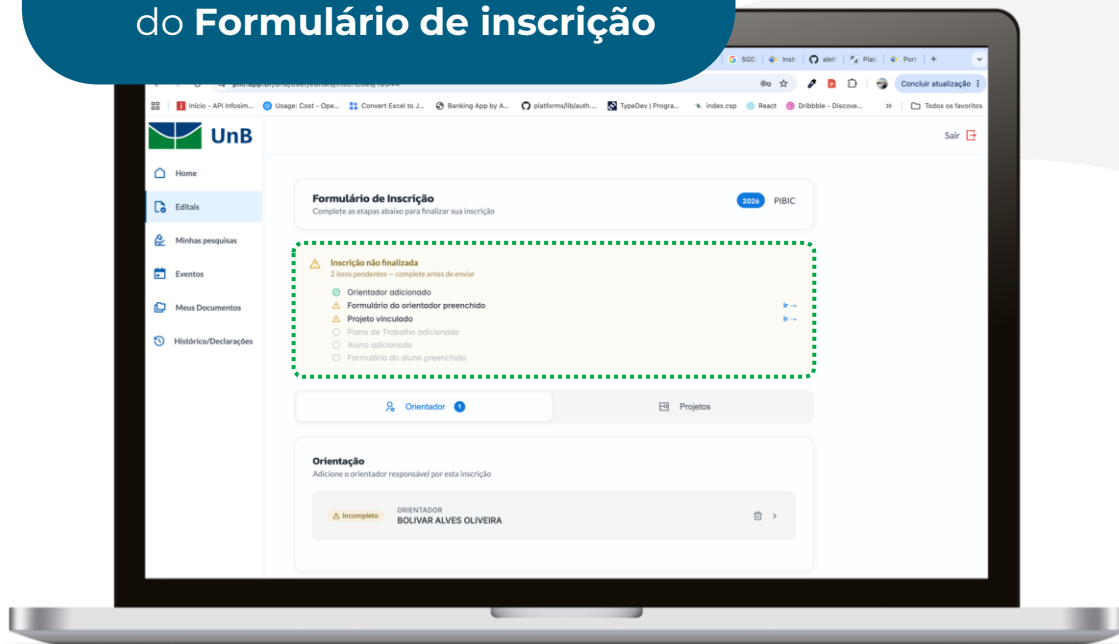 do Formulário de inscrição
SGD
Inst
alet
Plat
Port
Concluir atualização
Início - API Infosim...
Usage: Cost - Ope...
Convert Excel to J...
Banking App by A...
platforms/lib/auth....
TypeDev | Progra...
index.csp
React
Dribbble - Discove...
Todos os favoritos
UnB
Sair
Home
Editais
Minhas pesquisas
Eventos
Meus Documentos
Histórico/Declarações
Formulário de Inscrição
Complete as etapas abaixo para finalizar sua inscrição
2026 PIBIC
Inscrição não finalizada
2 itens pendentes — complete antes de enviar
Orientador adicionado
Formulário do orientador preenchido Ir →
Projeto vinculado Ir →
Plano de Trabalho adicionado
Aluno adicionado
Formulário do aluno preenchido
Orientador 1
Projetos
Orientação
Adicione o orientador responsável por esta inscrição
Incompleto
ORIENTADOR
BOLIVAR ALVES OLIVEIRA